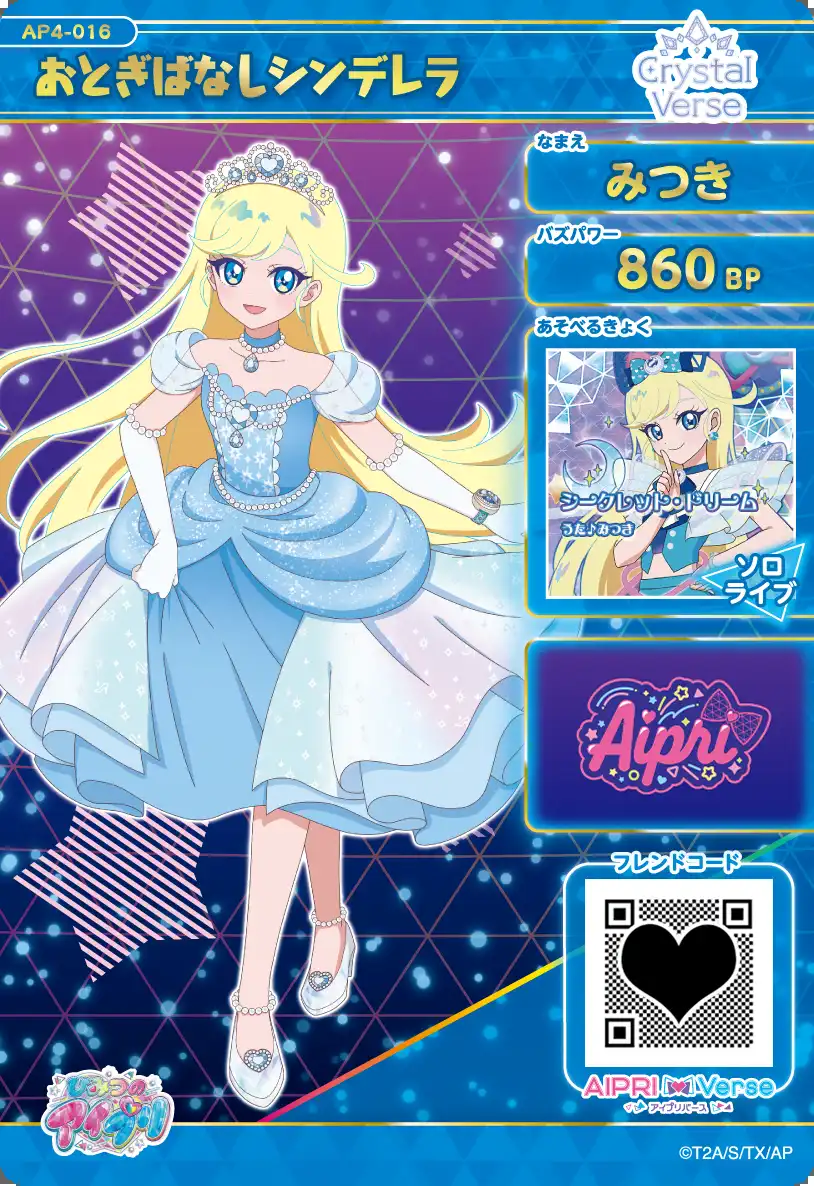 AP4-016
おとぎばなしシンデレラ
Crystal
Verse
なまえ
みつき
バズパワー
860 BP
あそべるきょく
シークレット・ドリーム
うた♪みつき
ソロ
ライブ
Aipri
フレンドコード
AIPRI Verse
アイプリバース
ひみつの
アイプリ
©T2A/S/TX/AP